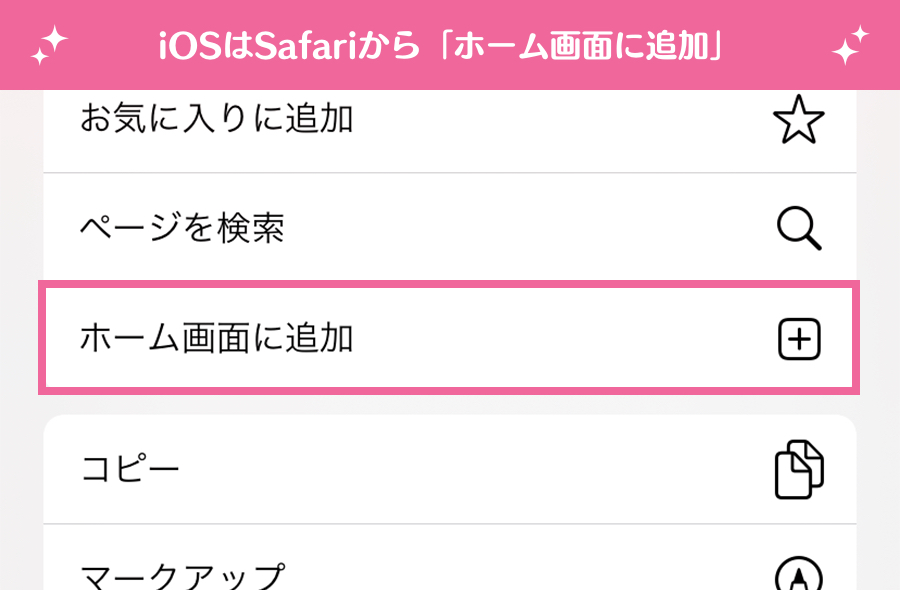 iOSはSafariから「ホーム画面に追加」
お気に入りに追加
ページを検索
ホーム画面に追加
コピー
マークアップ